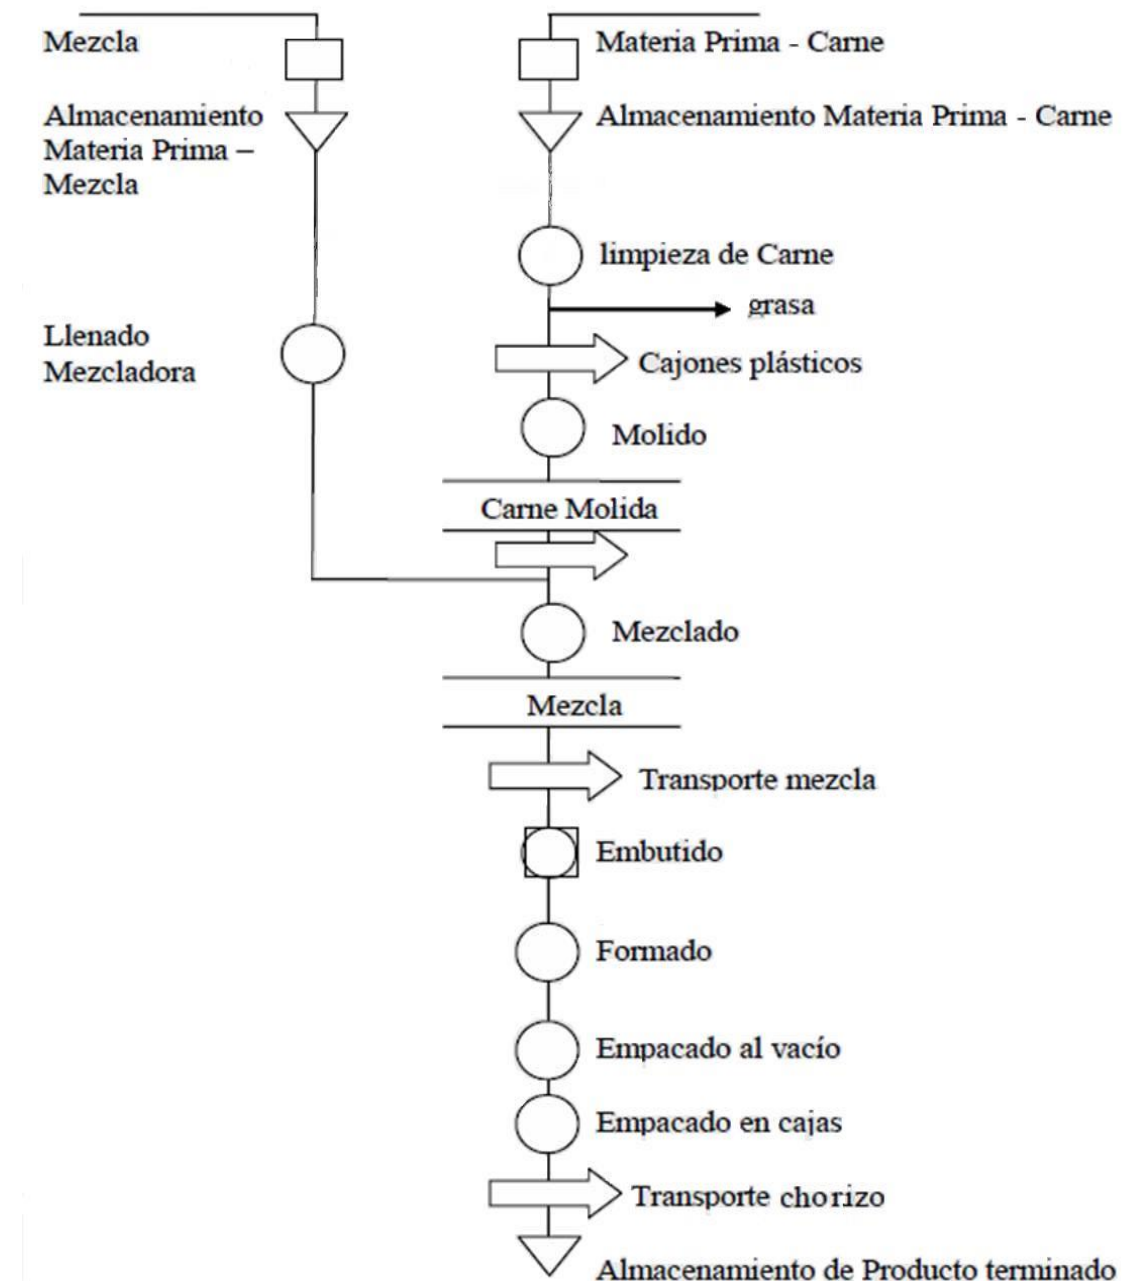 Mezcla
Materia Prima - Carne
Almacenamiento
Materia Prima –
Mezcla
Almacenamiento Materia Prima - Carne
limpieza de Carne
grasa
Llenado
Mezcladora
Cajones plásticos
Molido
Carne Molida
Mezclado
Mezcla
Transporte mezcla
Embutido
Formado
Empacado al vacío
Empacado en cajas
Transporte chorizo
Almacenamiento de Producto terminado